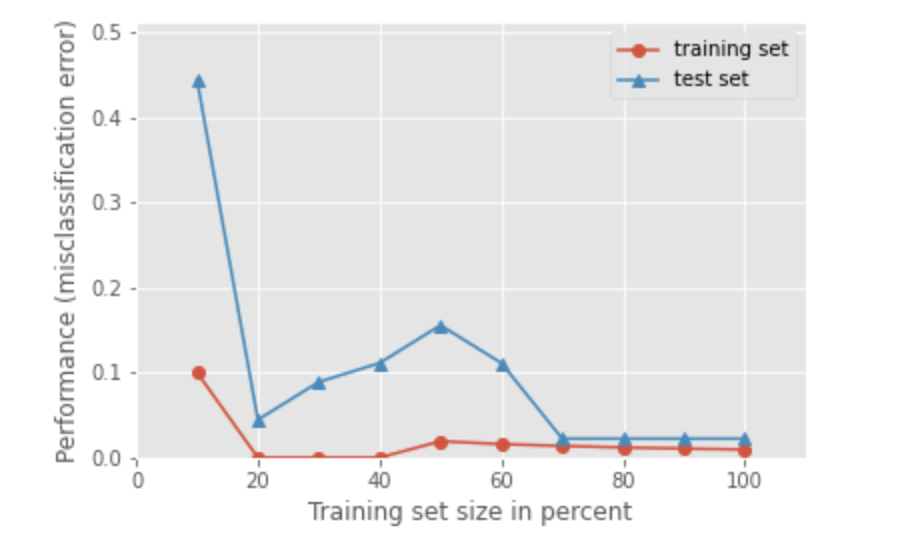 Performance (misclassification error)
0.5
0.4
0.3
0.2
0.1
0.0
training set
test set
0 20 40 60 80 100
Training set size in percent